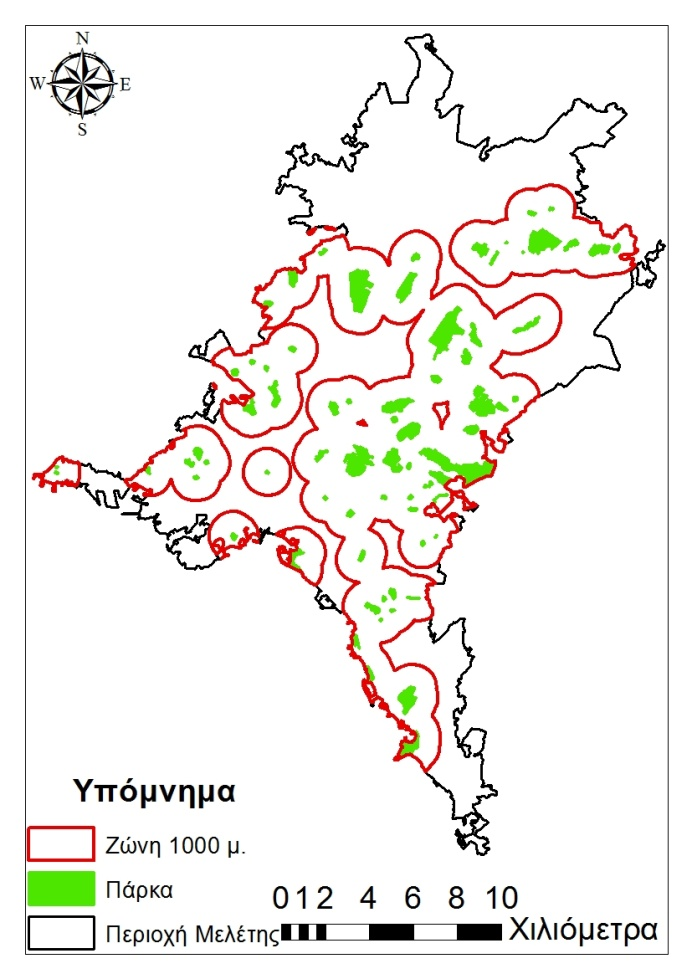 N
W E
S
Υπόμνημα
Ζώνη 1000 μ.
Πάρκα
Περιοχή Μελέτης
0 1 2 4 6 8 10
Χιλιόμετρα